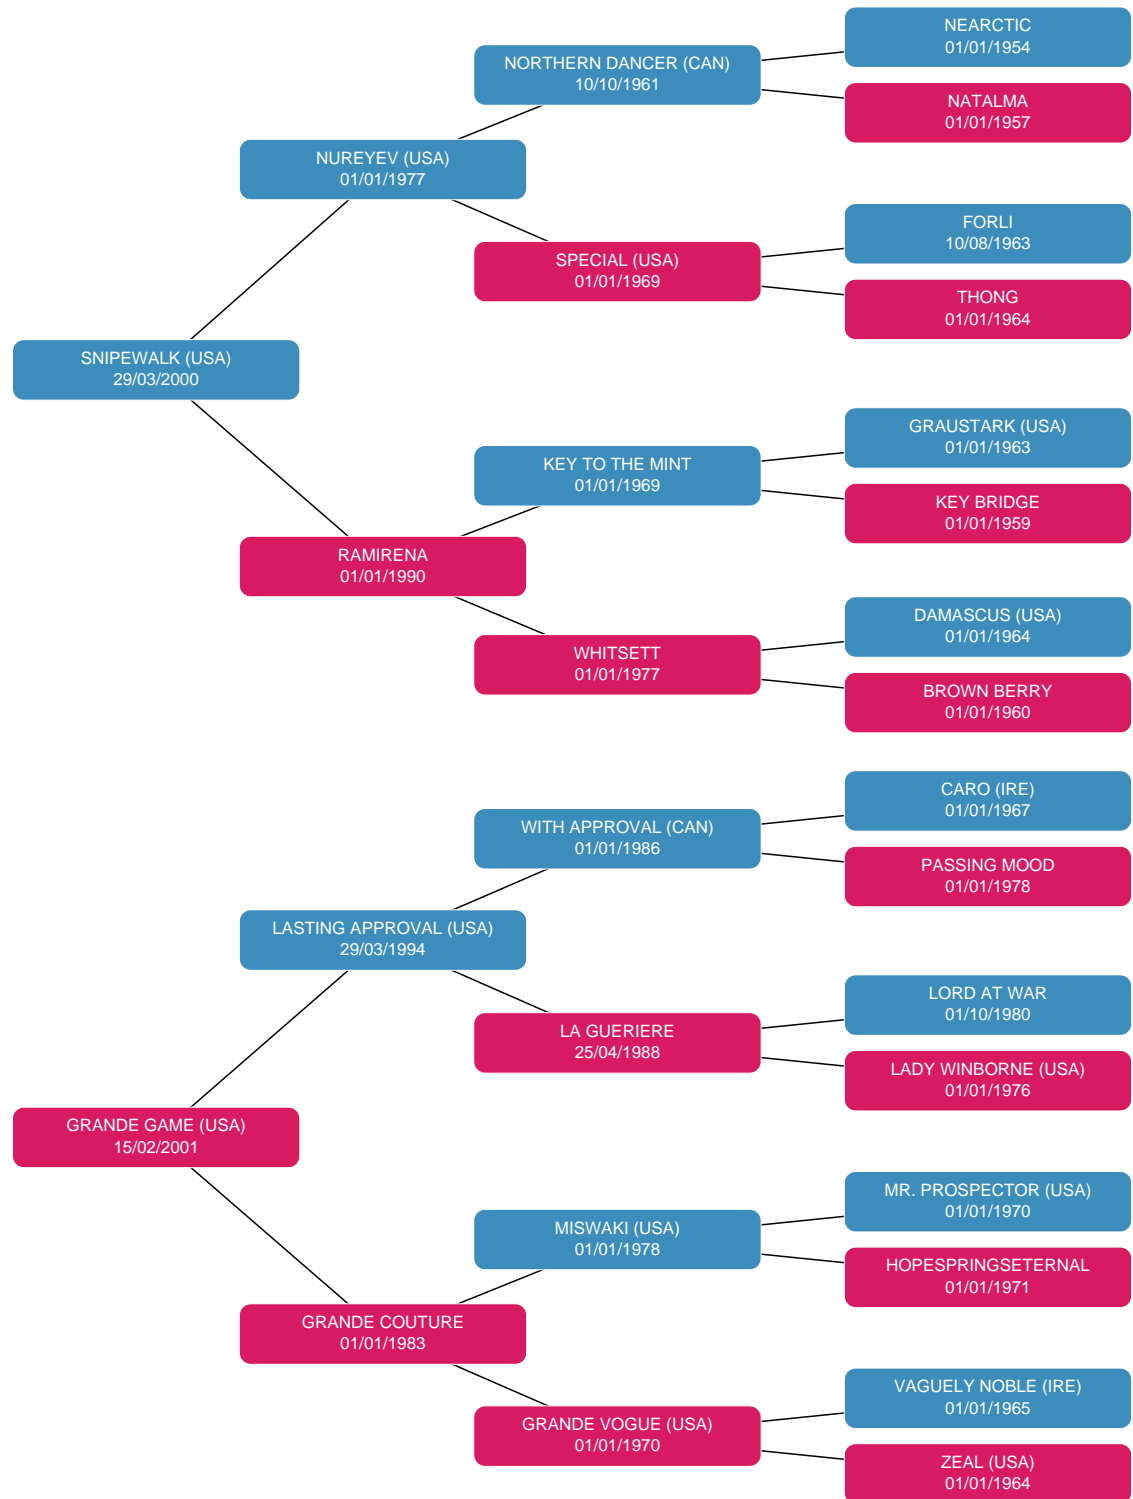 NEARCTIC
01/01/1954
NORTHERN DANCER (CAN)
10/10/1961
NATALMA
01/01/1957
NUREYEV (USA)
01/01/1977
FORLI
10/08/1963
SPECIAL (USA)
01/01/1969
THONG
01/01/1964
SNIPEWALK (USA)
29/03/2000
GRAUSTARK (USA)
01/01/1963
KEY TO THE MINT
01/01/1969
KEY BRIDGE
01/01/1959
RAMIRENA
01/01/1990
DAMASCUS (USA)
01/01/1964
WHITSETT
01/01/1977
BROWN BERRY
01/01/1960
CARO (IRE)
01/01/1967
WITH APPROVAL (CAN)
01/01/1986
PASSING MOOD
01/01/1978
LASTING APPROVAL (USA)
29/03/1994
LORD AT WAR
01/10/1980
LA GUERIERE
25/04/1988
LADY WINBORNE (USA)
01/01/1976
GRANDE GAME (USA)
15/02/2001
MR. PROSPECTOR (USA)
01/01/1970
MISWAKI (USA)
01/01/1978
HOPESPRINGSETERNAL
01/01/1971
GRANDE COUTURE
01/01/1983
VAGUELY NOBLE (IRE)
01/01/1965
GRANDE VOGUE (USA)
01/01/1970
ZEAL (USA)
01/01/1964